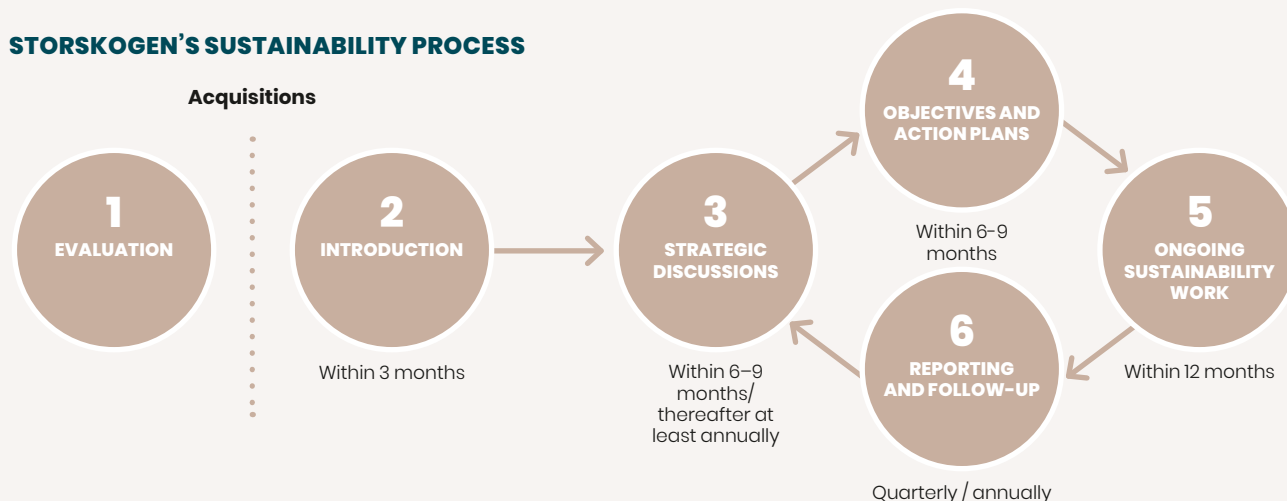 STORSKOGEN’S SUSTAINABILITY PROCESS
Acquisitions
1
EVALUATION
2
INTRODUCTION
Within 3 months
3
STRATEGIC
DISCUSSIONS
Within 6–9
months/
thereafter at
least annually
4
OBJECTIVES AND
ACTION PLANS
Within 6-9
months
5
ONGOING
SUSTAINABILITY
WORK
Within 12 months
6
REPORTING
AND FOLLOW-UP
Quarterly / annually